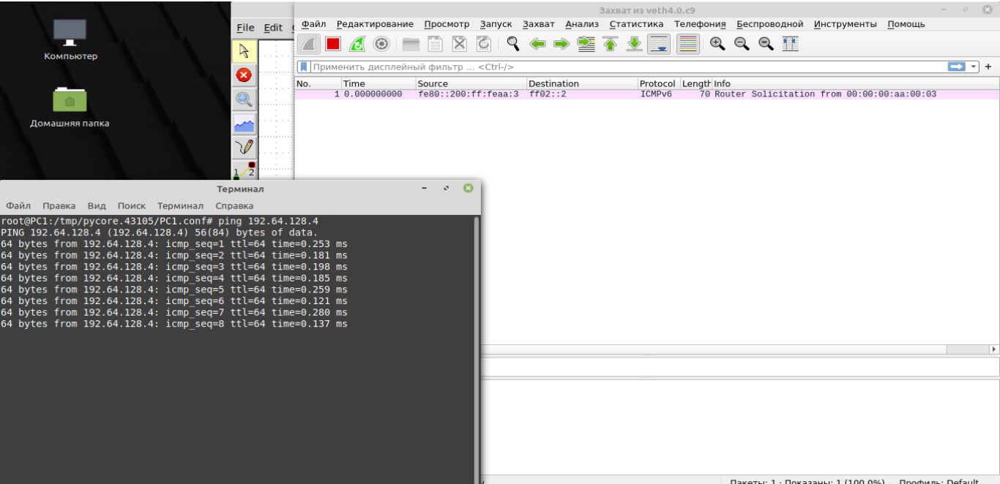 Компьютер
Домашняя папка
File Edit
1 2
Захват из veth4.0.c9
Файл Редактирование Просмотр Запуск Захват Анализ Статистика Телефония Беспроводной Инструменты Помощь
Применить дисплейный фильтр ... <Ctrl-/>
No. Time Source Destination Protocol Length Info
1 0.000000000 fe80::200:ff:feaa:3 ff02::2 ICMPv6 70 Router Solicitation from 00:00:00:aa:00:03
Терминал
Файл Правка Вид Поиск Терминал Справка
root@PC1:/tmp/pycore.43105/PC1.conf# ping 192.64.128.4
PING 192.64.128.4 (192.64.128.4) 56(84) bytes of data.
64 bytes from 192.64.128.4: icmp_seq=1 ttl=64 time=0.253 ms
64 bytes from 192.64.128.4: icmp_seq=2 ttl=64 time=0.181 ms
64 bytes from 192.64.128.4: icmp_seq=3 ttl=64 time=0.198 ms
64 bytes from 192.64.128.4: icmp_seq=4 ttl=64 time=0.185 ms
64 bytes from 192.64.128.4: icmp_seq=5 ttl=64 time=0.259 ms
64 bytes from 192.64.128.4: icmp_seq=6 ttl=64 time=0.121 ms
64 bytes from 192.64.128.4: icmp_seq=7 ttl=64 time=0.280 ms
64 bytes from 192.64.128.4: icmp_seq=8 ttl=64 time=0.137 ms
Пакеты: 1 · Показаны: 1 (100.0%) Профиль: Default